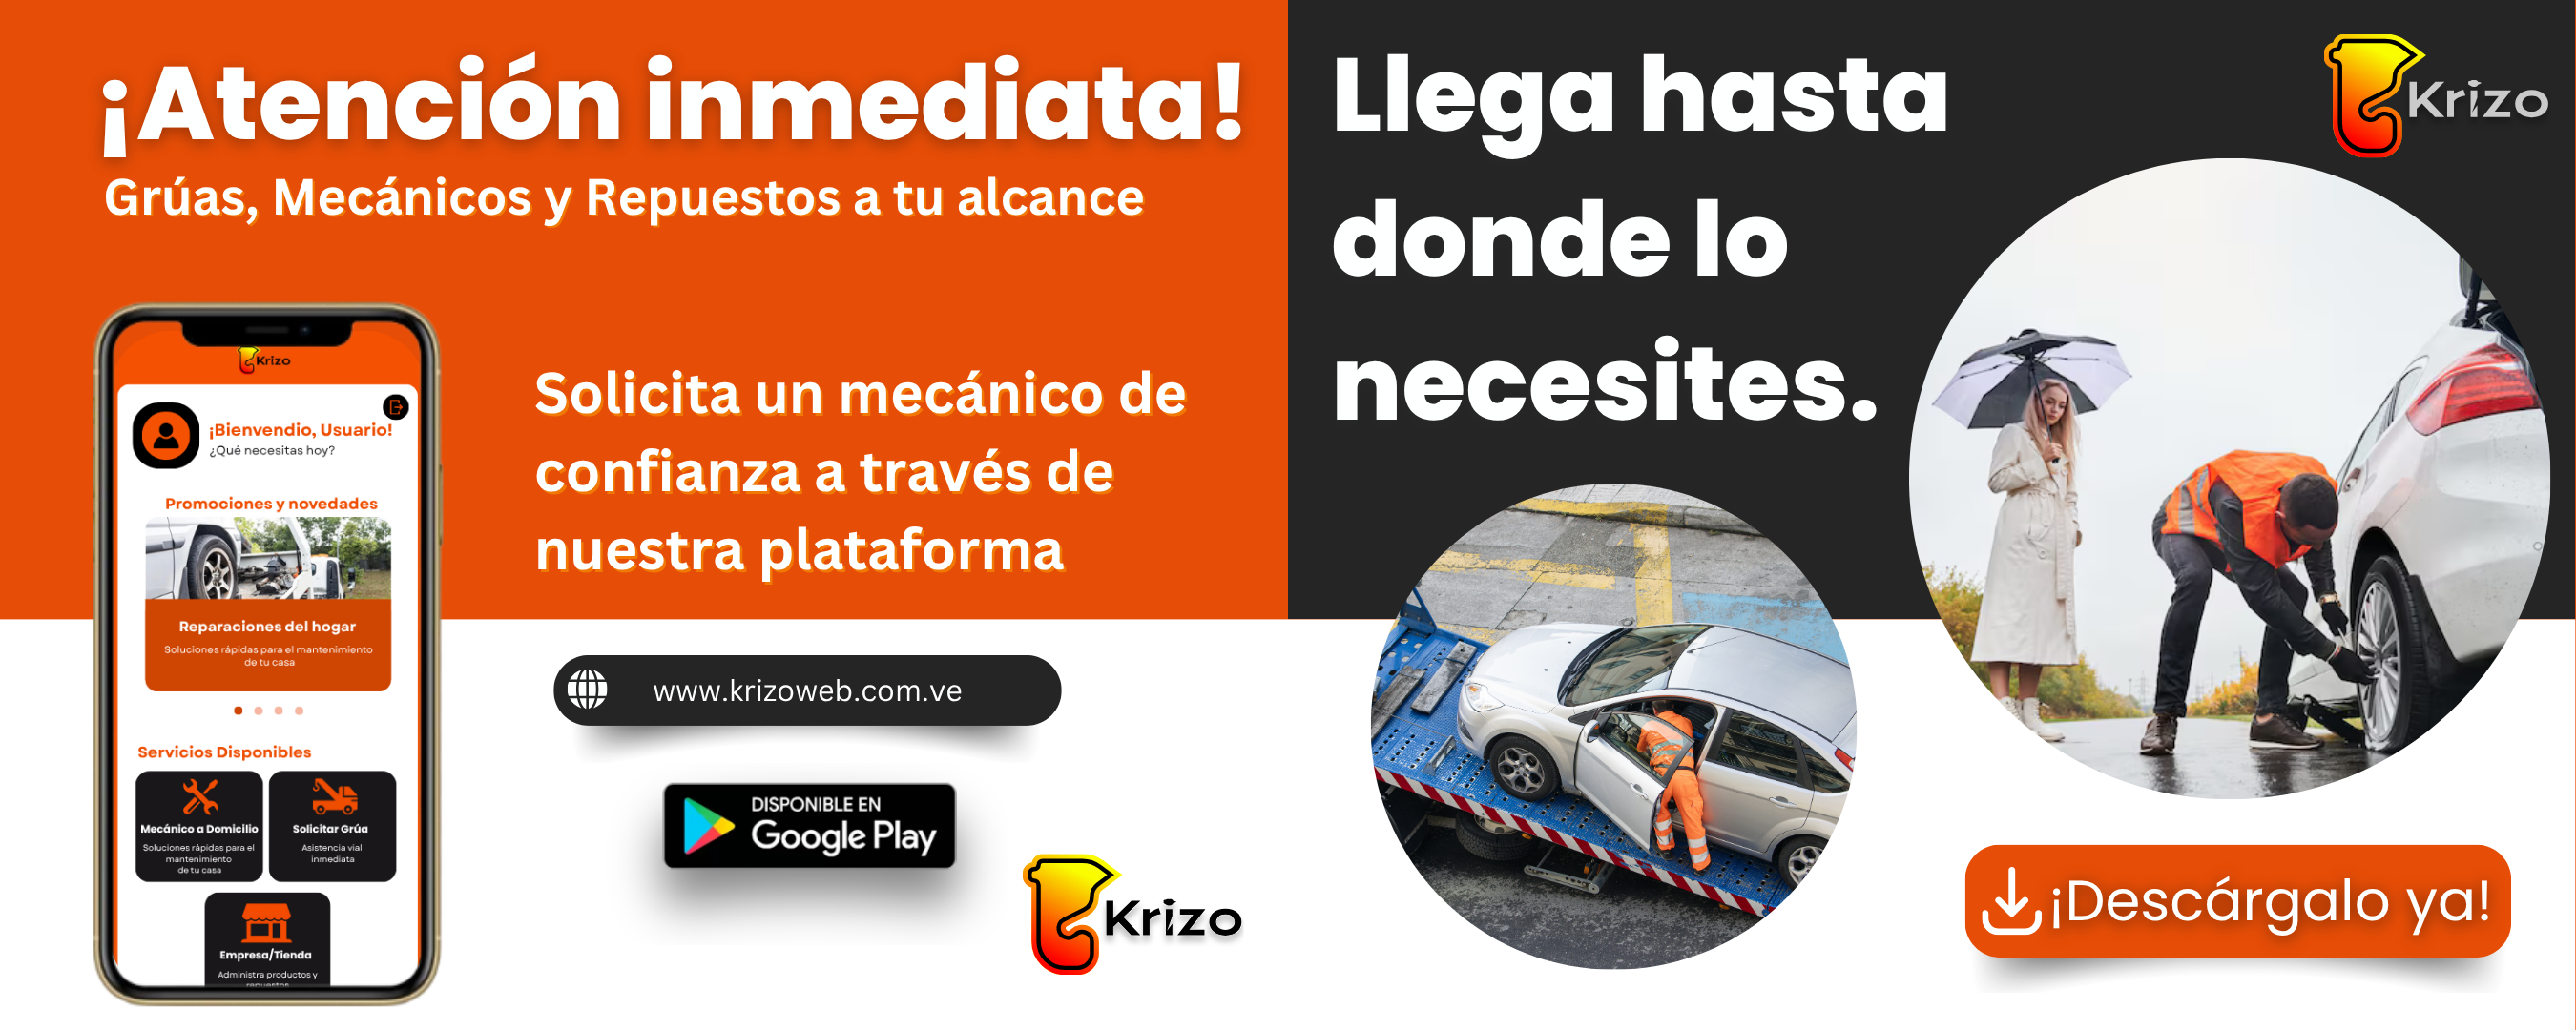 ¡Atención inmediata!
Grúas, Mecánicos y Repuestos a tu alcance
Krizo
¡Bienvendio, Usuario!
¿Qué necesitas hoy?
Promociones y novedades
Reparaciones del hogar
Soluciones rápidas para el mantenimiento
de tu casa
Servicios Disponibles
Mecánico a Domicilio
Soluciones rápidas para el
mantenimiento
de tu casa
Solicitar Grúa
Asistencia vial
inmediata
Empresa/Tienda
Administra productos y
repuestos
Solicita un mecánico de
confianza a través de
nuestra plataforma
www.krizoweb.com.ve
DISPONIBLE EN
Google Play
Krizo
Llega hasta
donde lo
necesites.
Krizo
¡Descárgalo ya!